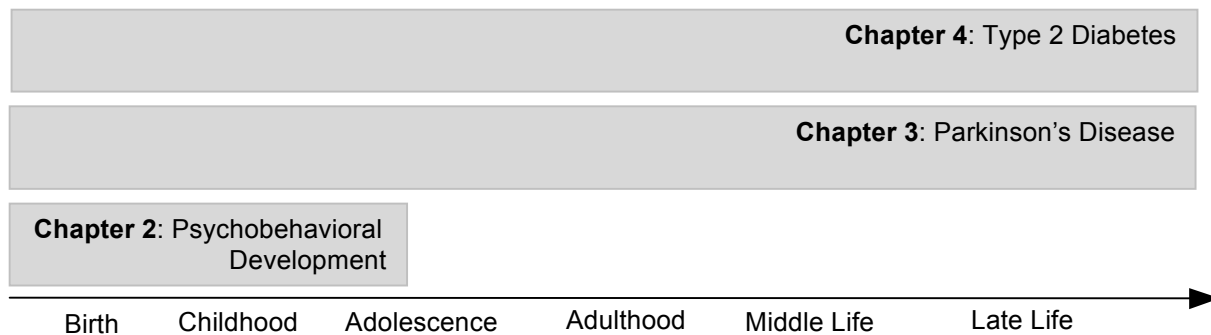 Chapter 4: Type 2 Diabetes
Chapter 3: Parkinson’s Disease
Chapter 2: Psychobehavioral
Development
Birth Childhood Adolescence Adulthood Middle Life Late Life